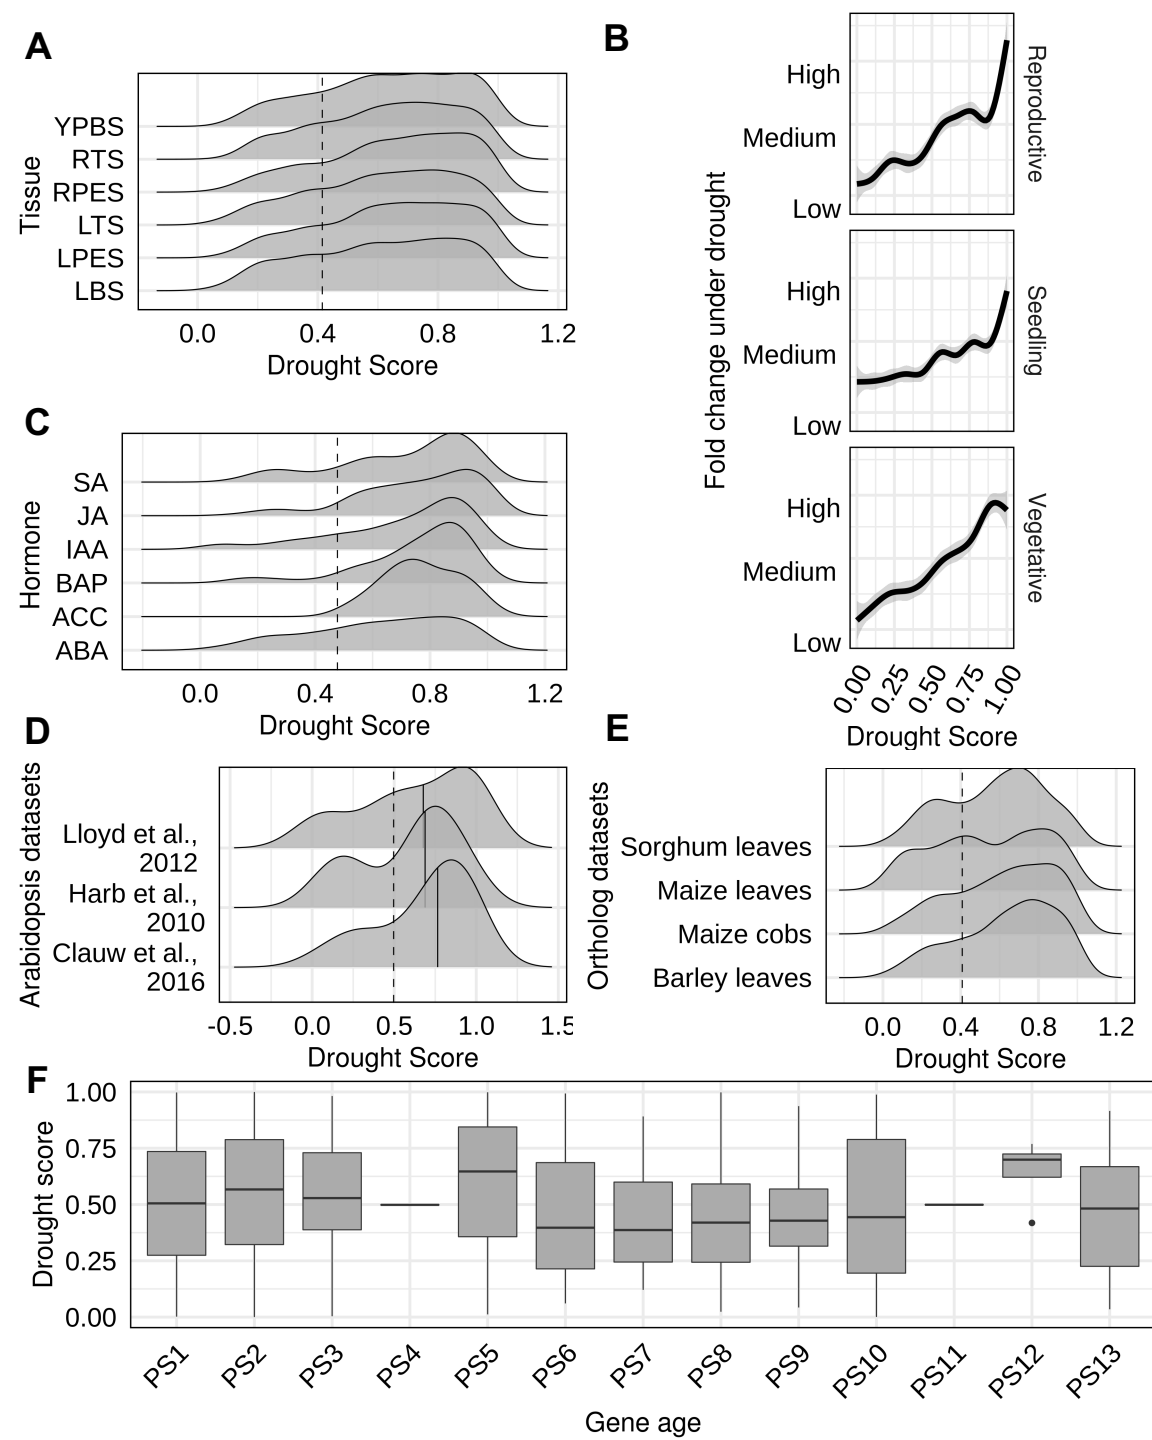 A
YPBS
RTS
RPES
LTS
LPES
LBS
Tissue
0.0 0.4 0.8 1.2
Drought Score
B
High
Medium
Low
Reproductive
High
Medium
Low
Seedling
High
Medium
Low
Vegetative
Fold change under drought
0.00 0.25 0.50 0.75 1.00
Drought Score
C
SA
JA
IAA
BAP
ACC
ABA
Hormone
0.0 0.4 0.8 1.2
Drought Score
D
Arabidopsis datasets
Lloyd et al.,
2012
Harb et al.,
2010
Clauw et al.,
2016
-0.5 0.0 0.5 1.0 1.5
Drought Score
E
Ortholog datasets
Sorghum leaves
Maize leaves
Maize cobs
Barley leaves
0.0 0.4 0.8 1.2
Drought Score
F
Drought score
1.00
0.75
0.50
0.25
0.00
PS1 PS2 PS3 PS4 PS5 PS6 PS7 PS8 PS9 PS10 PS11 PS12 PS13
Gene age